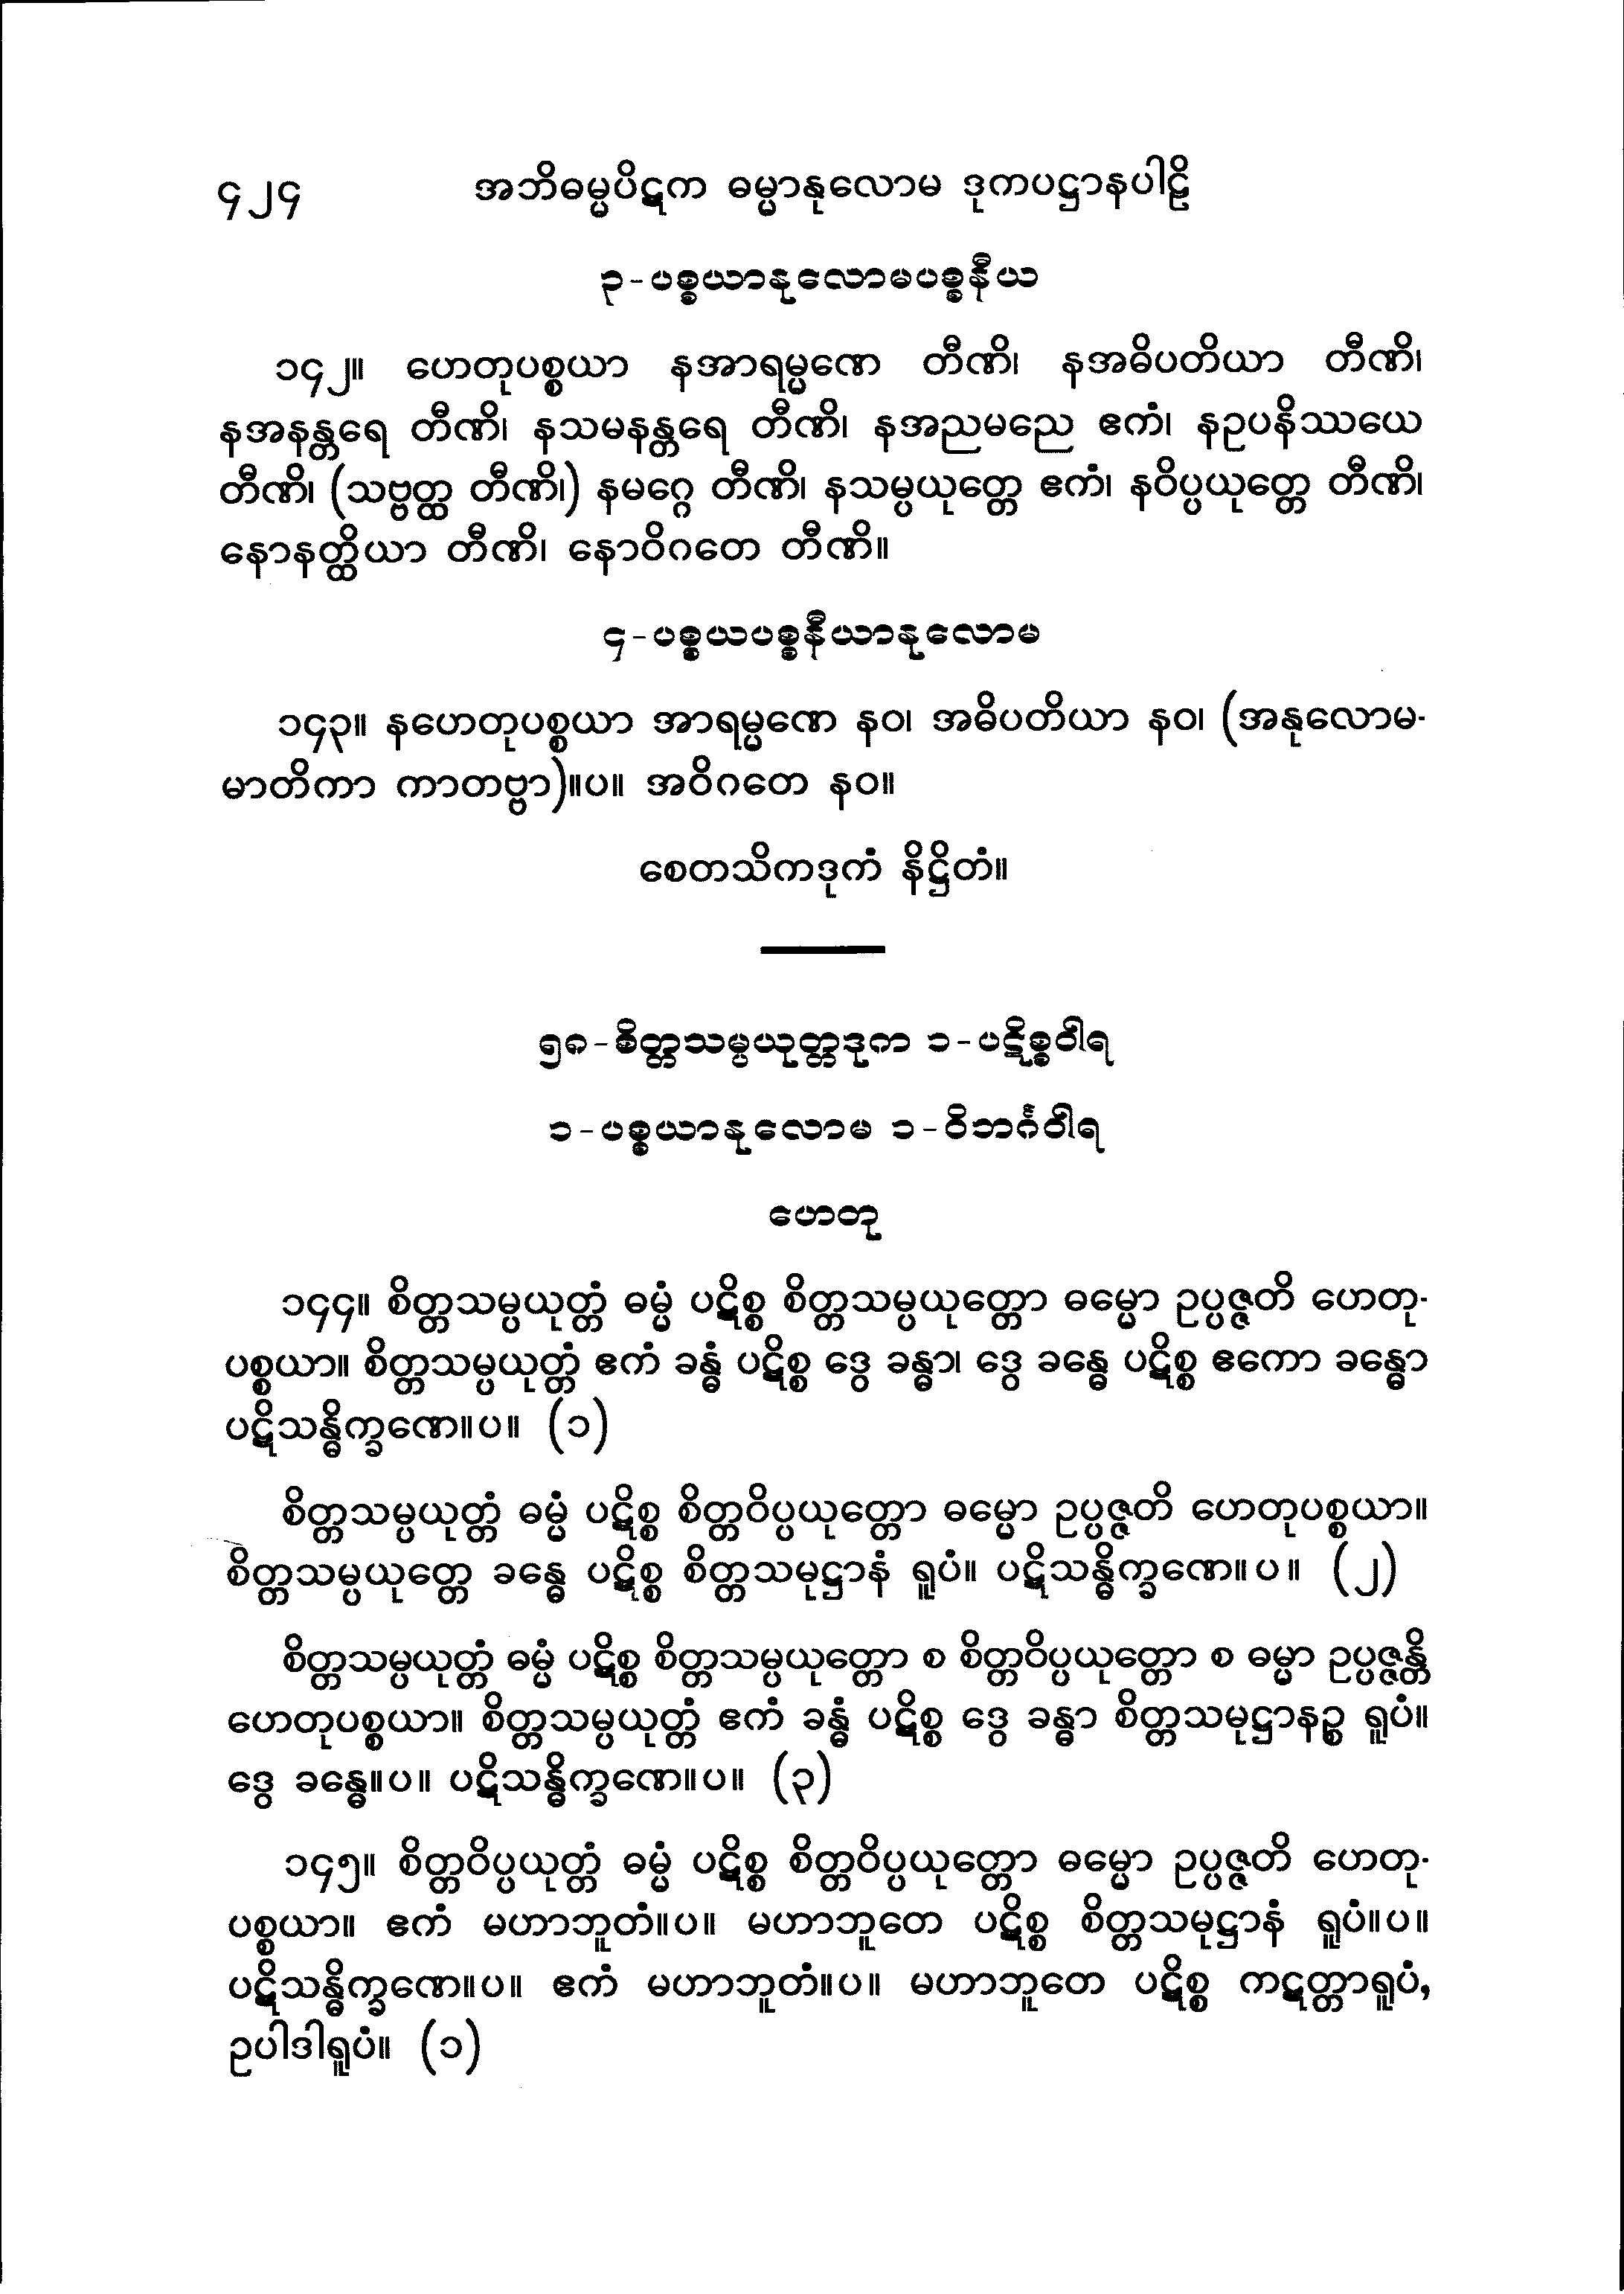 ၄၂၄ အဘိဓမ္မပိဋက ဓမ္မာနုလောမ ဒုကပဋ္ဌာနပါဠိ
၃-ပစ္စယာနုလောမပစ္စနီယ
၁၄၂။ ဟေတုပစ္စယာ နအာရမ္မဏေ တီဏိ၊ နအဓိပတိယာ တီဏိ၊
နအနန္တရေ တီဏိ၊ နသမနန္တရေ တီဏိ၊ နအညမညေ ဧကံ၊ နဥပနိဿယေ
တီဏိ၊ (သဗ္ဗတ္ထ တီဏိ၊) နမဂ္ဂေ တီဏိ၊ နသမ္ပယုတ္တေ ဧကံ၊ နဝိပ္ပယုတ္တေ တီဏိ၊
နောနတ္ထိယာ တီဏိ၊ နောဝိဂတေ တီဏိ။
၄-ပစ္စယပစ္စနီယာနုလောမ
၁၄၃။ နဟေတုပစ္စယာ အာရမ္မဏေ နဝ၊ အဓိပတိယာ နဝ၊ (အနုလောမ-
မာတိကာ ကာတဗ္ဗာ)။ပ။ အဝိဂတေ နဝ။
စေတသိကဒုကံ နိဋ္ဌိတံ။
၅၈-စိတ္တသမ္ပယုတ္တဒုက ၁-ပဋိစ္စဝါရ
၁-ပစ္စယာနုလောမ ၁-ဝိဘင်္ဂဝါရ
ဟေတု
၁၄၄။ စိတ္တသမ္ပယုတ္တံ ဓမ္မံ ပဋိစ္စ စိတ္တသမ္ပယုတ္တော ဓမ္မော ဥပ္ပဇ္ဇတိ ဟေတု-
ပစ္စယာ။ စိတ္တသမ္ပယုတ္တံ ဧကံ ခန္ဓံ ပဋိစ္စ ဒွေ ခန္ဓာ၊ ဒွေ ခန္ဓေ ပဋိစ္စ ဧကော ခန္ဓော
ပဋိသန္ဓိက္ခဏေ။ပ။ (၁)
စိတ္တသမ္ပယုတ္တံ ဓမ္မံ ပဋိစ္စ စိတ္တဝိပ္ပယုတ္တော ဓမ္မော ဥပ္ပဇ္ဇတိ ဟေတုပစ္စယာ။
စိတ္တသမ္ပယုတ္တေ ခန္ဓေ ပဋိစ္စ စိတ္တသမုဋ္ဌာနံ ရူပံ။ ပဋိသန္ဓိက္ခဏေ။ပ။ (၂)
စိတ္တသမ္ပယုတ္တံ ဓမ္မံ ပဋိစ္စ စိတ္တသမ္ပယုတ္တော စ စိတ္တဝိပ္ပယုတ္တော စ ဓမ္မာ ဥပ္ပဇ္ဇန္တိ
ဟေတုပစ္စယာ။ စိတ္တသမ္ပယုတ္တံ ဧကံ ခန္ဓံ ပဋိစ္စ ဒွေ ခန္ဓာ စိတ္တသမုဋ္ဌာနဉ္စ ရူပံ။
ဒွေ ခန္ဓေ။ပ။ ပဋိသန္ဓိက္ခဏေ။ပ။ (၃)
၁၄၅။ စိတ္တဝိပ္ပယုတ္တံ ဓမ္မံ ပဋိစ္စ စိတ္တဝိပ္ပယုတ္တော ဓမ္မော ဥပ္ပဇ္ဇတိ ဟေတု-
ပစ္စယာ။ ဧကံ မဟာဘူတံ။ပ။ မဟာဘူတေ ပဋိစ္စ စိတ္တသမုဋ္ဌာနံ ရူပံ။ပ။
ပဋိသန္ဓိက္ခဏေ။ပ။ ဧကံ မဟာဘူတံ။ပ။ မဟာဘူတေ ပဋိစ္စ ကဋတ္တာရူပံ,
ဥပါဒါရူပံ။ (၁)